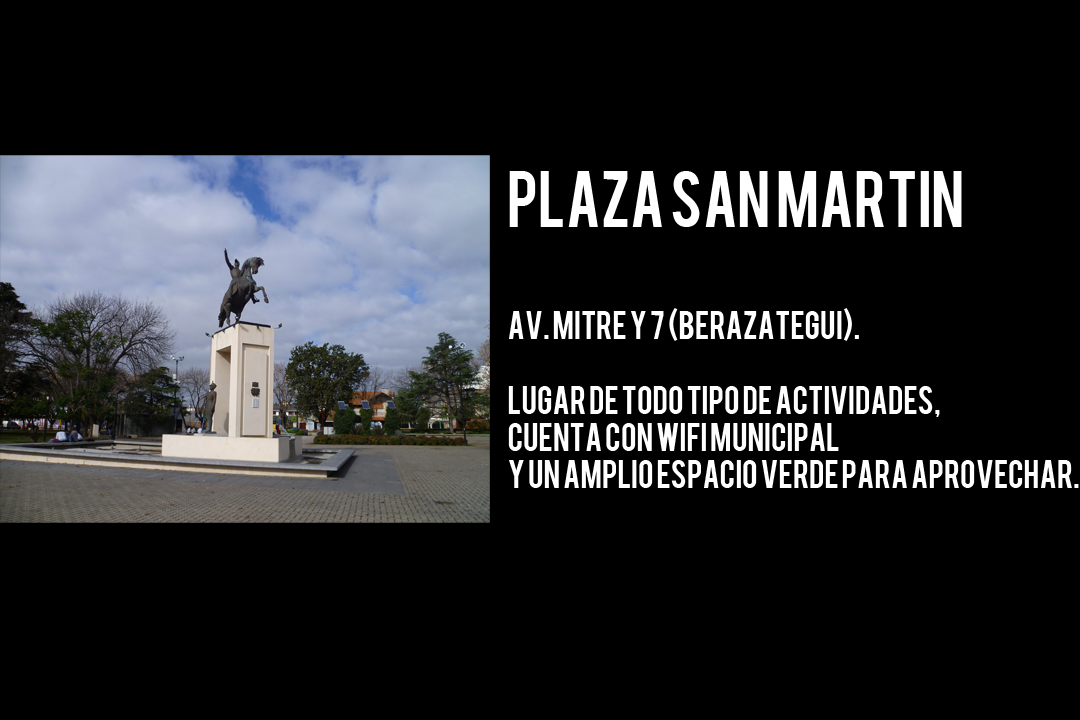 PLAZA SAN MARTIN
AV. MITRE Y 7 (BERAZATEGUI).
LUGAR DE TODO TIPO DE ACTIVIDADES,
CUENTA CON WIFI MUNICIPAL
Y UN AMPLIO ESPACIO VERDE PARA APROVECHAR.